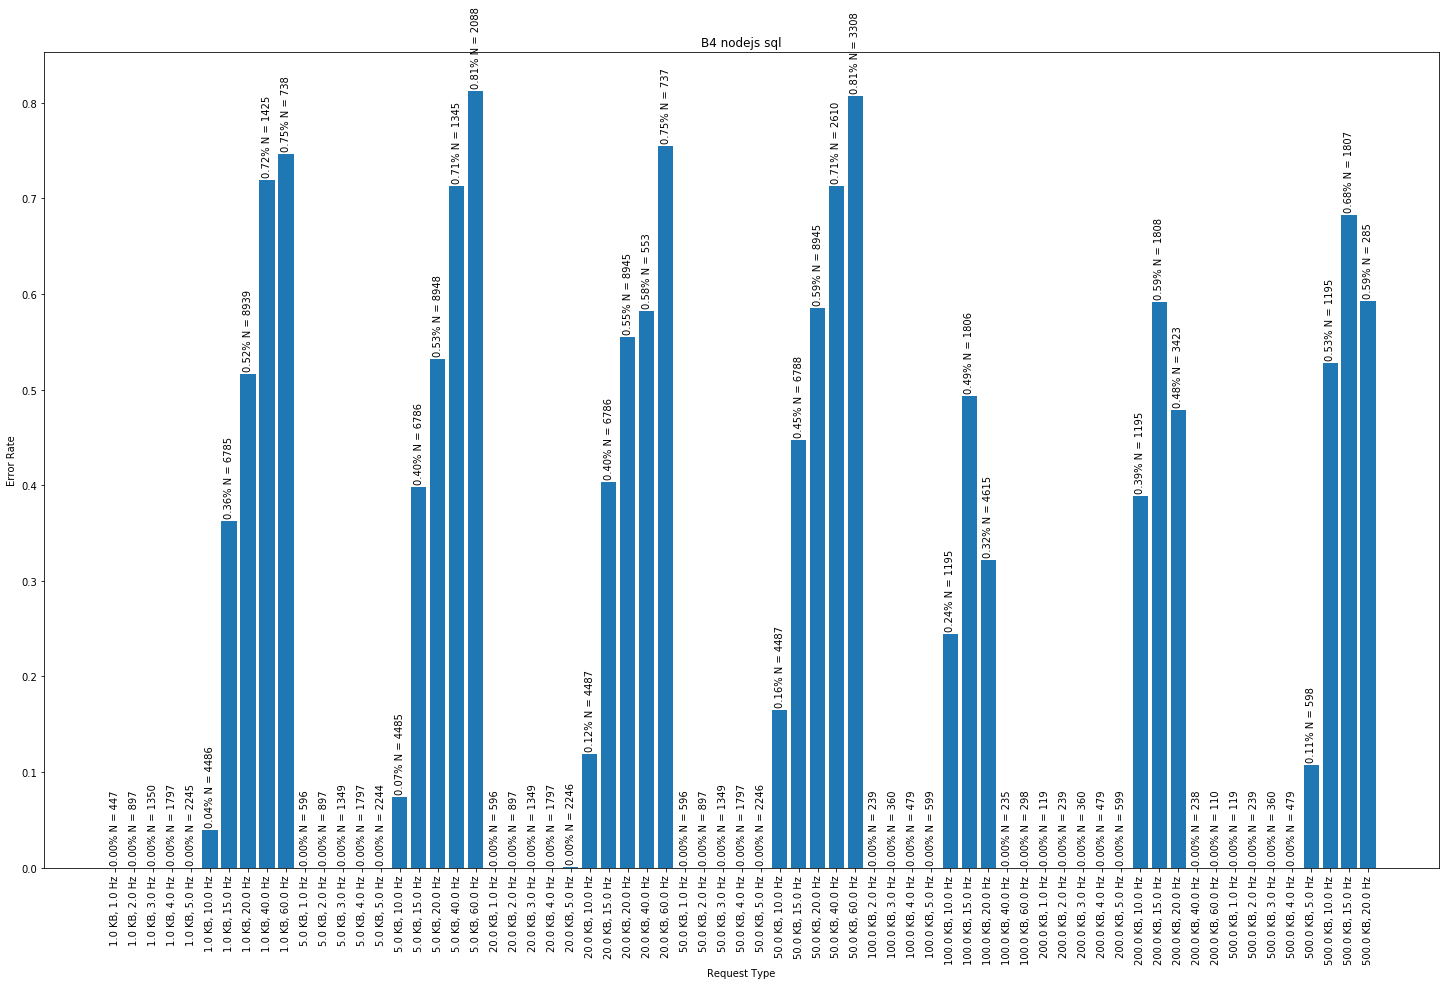 B4 nodejs sql
Error Rate
0.8
0.7
0.6
0.5
0.4
0.3
0.2
0.1
0.0
0.00% N = 447
0.00% N = 897
0.00% N = 1350
0.00% N = 1797
0.00% N = 2245
0.04% N = 4486
0.36% N = 6785
0.52% N = 8939
0.72% N = 1425
0.75% N = 738
0.00% N = 596
0.00% N = 897
0.00% N = 1349
0.00% N = 1797
0.00% N = 2244
0.07% N = 4485
0.40% N = 6786
0.53% N = 8948
0.71% N = 1345
0.81% N = 2088
0.00% N = 596
0.00% N = 897
0.00% N = 1349
0.00% N = 1797
0.00% N = 2246
0.12% N = 4487
0.40% N = 6786
0.55% N = 8945
0.58% N = 553
0.75% N = 737
0.00% N = 596
0.00% N = 897
0.00% N = 1349
0.00% N = 1797
0.00% N = 2246
0.16% N = 4487
0.45% N = 6788
0.59% N = 8945
0.71% N = 2610
0.81% N = 3308
0.00% N = 239
0.00% N = 360
0.00% N = 479
0.00% N = 599
0.24% N = 1195
0.49% N = 1806
0.32% N = 4615
0.00% N = 235
0.00% N = 298
0.00% N = 119
0.00% N = 239
0.00% N = 360
0.00% N = 479
0.00% N = 599
0.39% N = 1195
0.59% N = 1808
0.48% N = 3423
0.00% N = 238
0.00% N = 110
0.00% N = 119
0.00% N = 239
0.00% N = 360
0.00% N = 479
0.11% N = 598
0.53% N = 1195
0.68% N = 1807
0.59% N = 285
1.0 KB, 1.0 Hz
1.0 KB, 2.0 Hz
1.0 KB, 3.0 Hz
1.0 KB, 4.0 Hz
1.0 KB, 5.0 Hz
1.0 KB, 10.0 Hz
1.0 KB, 15.0 Hz
1.0 KB, 20.0 Hz
1.0 KB, 40.0 Hz
1.0 KB, 60.0 Hz
5.0 KB, 1.0 Hz
5.0 KB, 2.0 Hz
5.0 KB, 3.0 Hz
5.0 KB, 4.0 Hz
5.0 KB, 5.0 Hz
5.0 KB, 10.0 Hz
5.0 KB, 15.0 Hz
5.0 KB, 20.0 Hz
5.0 KB, 40.0 Hz
5.0 KB, 60.0 Hz
20.0 KB, 1.0 Hz
20.0 KB, 2.0 Hz
20.0 KB, 3.0 Hz
20.0 KB, 4.0 Hz
20.0 KB, 5.0 Hz
20.0 KB, 10.0 Hz
20.0 KB, 15.0 Hz
20.0 KB, 20.0 Hz
20.0 KB, 40.0 Hz
20.0 KB, 60.0 Hz
50.0 KB, 1.0 Hz
50.0 KB, 2.0 Hz
50.0 KB, 3.0 Hz
50.0 KB, 4.0 Hz
50.0 KB, 5.0 Hz
50.0 KB, 10.0 Hz
50.0 KB, 15.0 Hz
50.0 KB, 20.0 Hz
50.0 KB, 40.0 Hz
50.0 KB, 60.0 Hz
100.0 KB, 2.0 Hz
100.0 KB, 3.0 Hz
100.0 KB, 4.0 Hz
100.0 KB, 5.0 Hz
100.0 KB, 10.0 Hz
100.0 KB, 15.0 Hz
100.0 KB, 20.0 Hz
100.0 KB, 40.0 Hz
100.0 KB, 60.0 Hz
200.0 KB, 1.0 Hz
200.0 KB, 2.0 Hz
200.0 KB, 3.0 Hz
200.0 KB, 4.0 Hz
200.0 KB, 5.0 Hz
200.0 KB, 10.0 Hz
200.0 KB, 15.0 Hz
200.0 KB, 20.0 Hz
200.0 KB, 40.0 Hz
200.0 KB, 60.0 Hz
500.0 KB, 1.0 Hz
500.0 KB, 2.0 Hz
500.0 KB, 3.0 Hz
500.0 KB, 4.0 Hz
500.0 KB, 5.0 Hz
500.0 KB, 10.0 Hz
500.0 KB, 15.0 Hz
500.0 KB, 20.0 Hz
Request Type